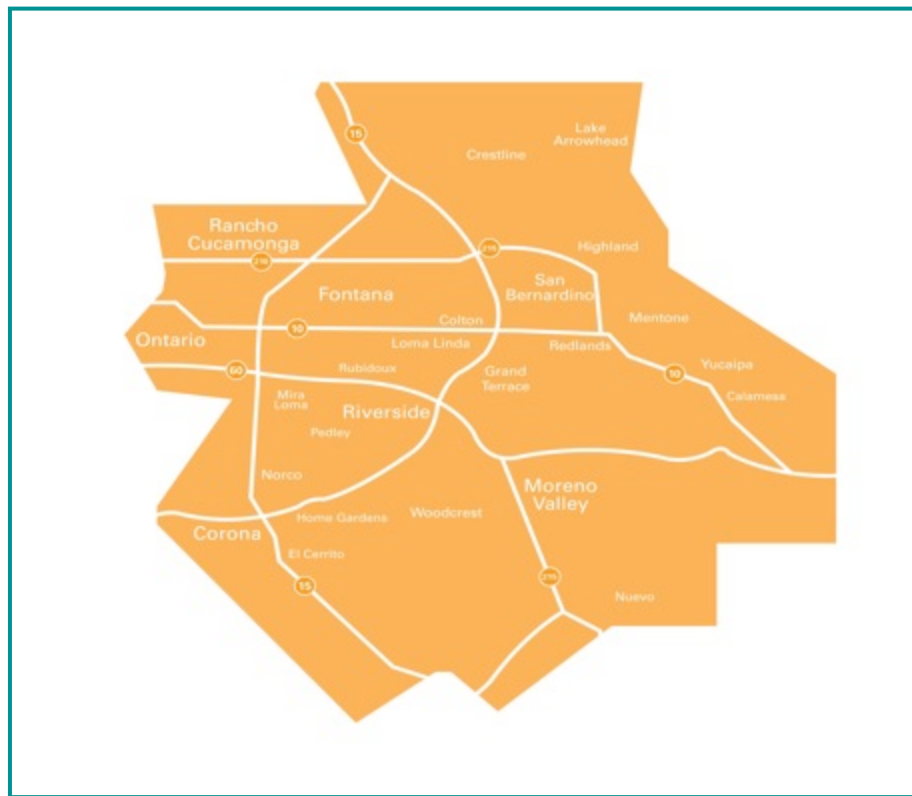 15
Lake
Arrowhead
Crestline
Rancho
Cucamonga
210
215
Highland
San
Bernardino
Fontana
Mentone
10
Colton
Ontario
Loma Linda
Redlands
60
Rubidoux
Grand
Terrace
10
Yucaipa
Calamesa
Mira
Loma
Riverside
Pedley
Norco
Moreno
Valley
Home Gardens
Woodcrest
Corona
El Cerrito
15
215
Nuevo